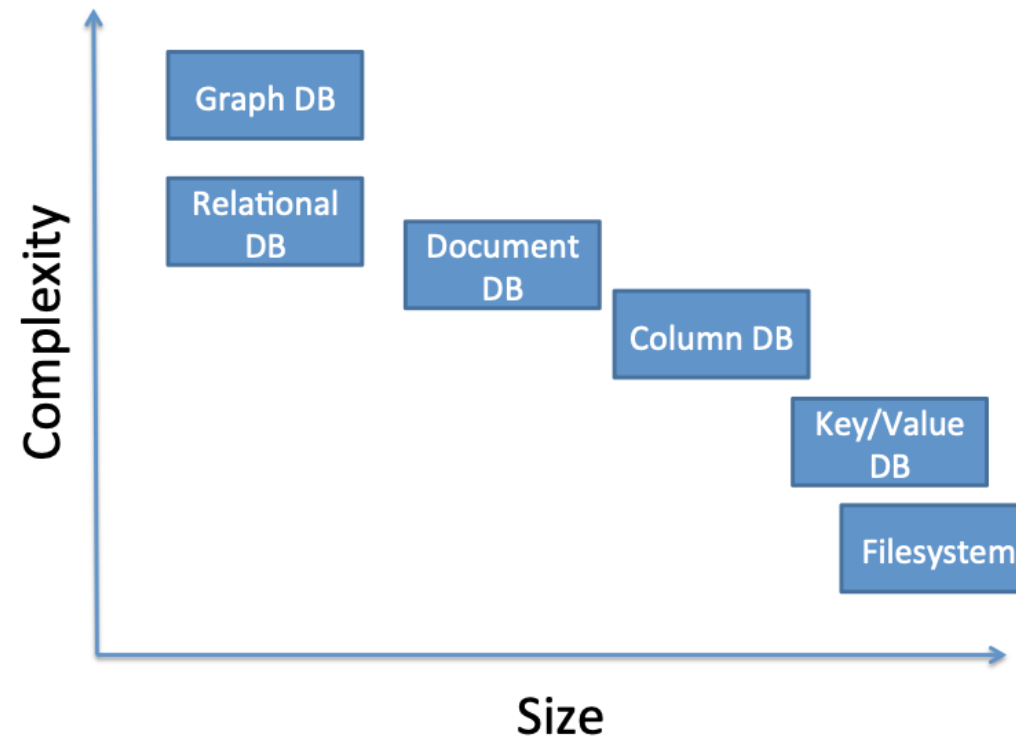 Graph DB
Relational
DB
Document
DB
Column DB
Key/Value
DB
Filesystem
Complexity
Size